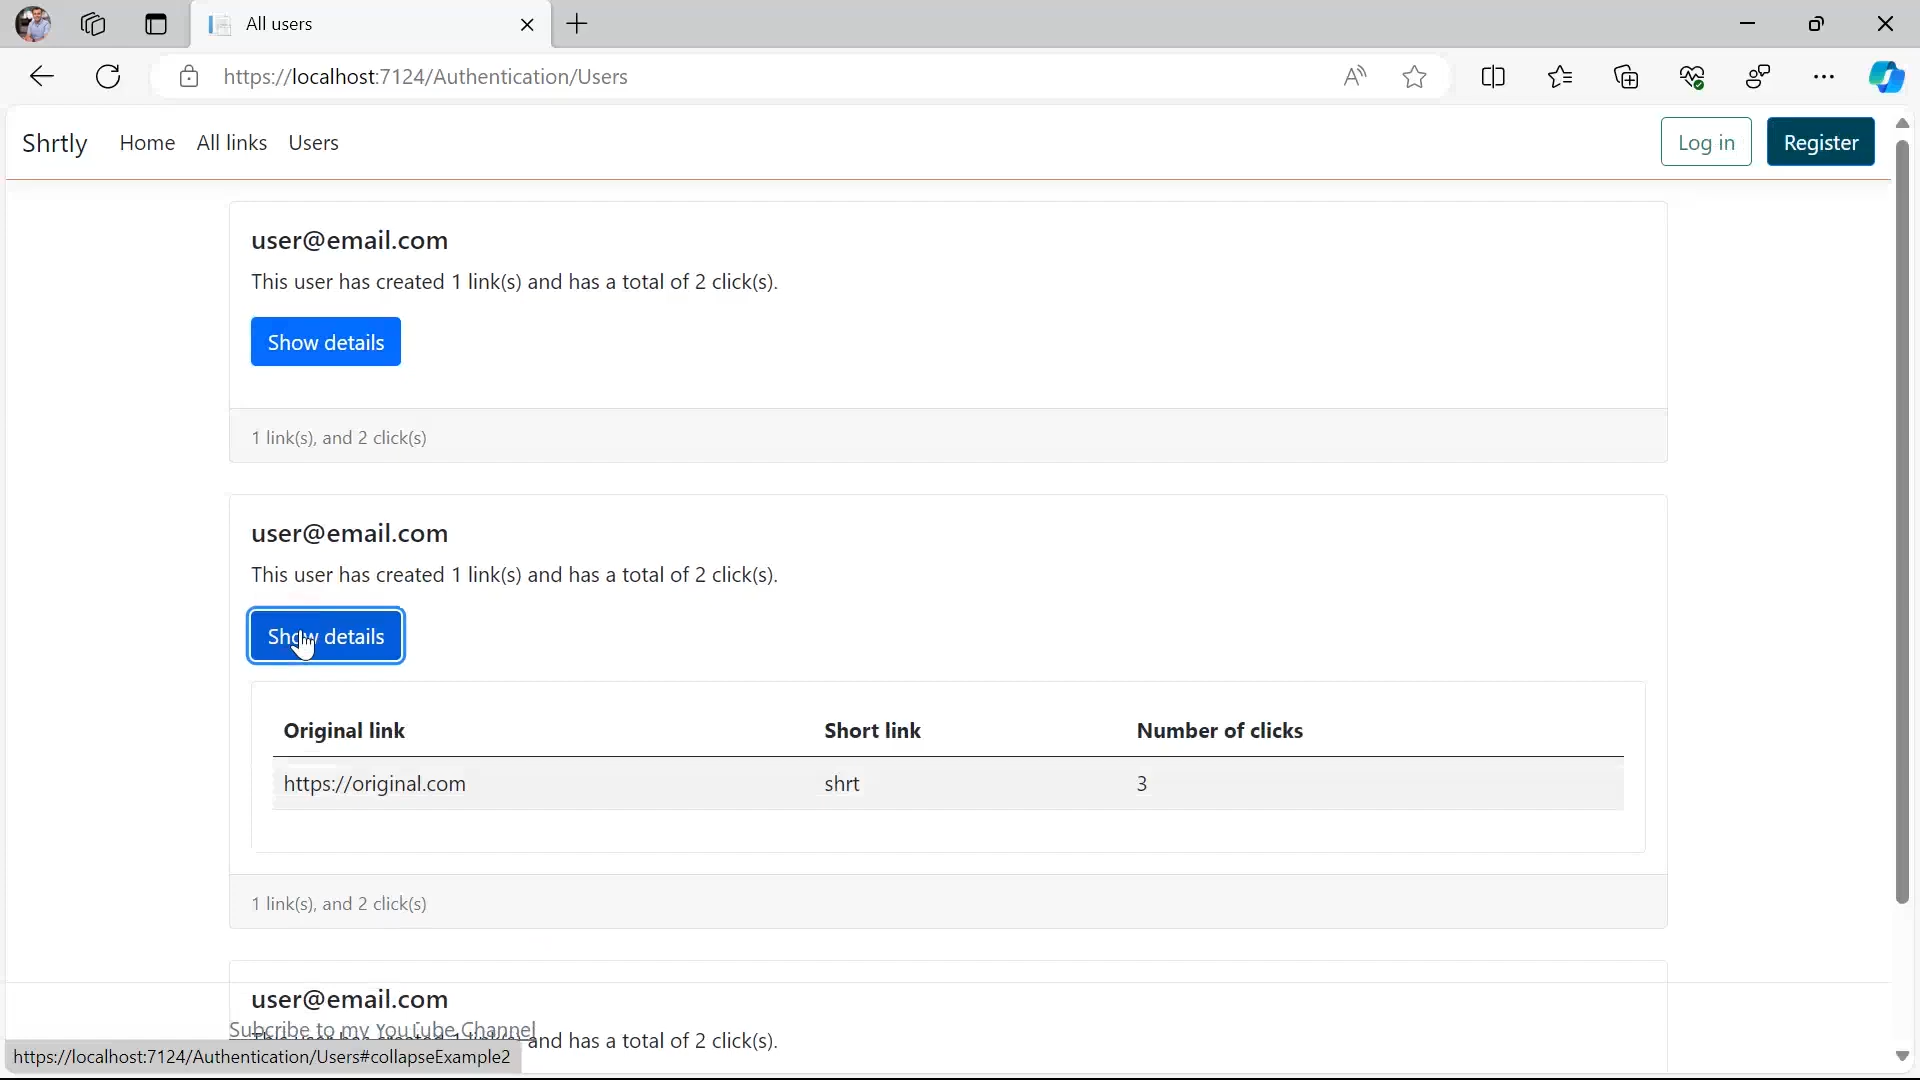 All users
https://localhost:7124/Authentication/Users
Shrtly Home All links Users Log in Register
user@email.com
This user has created 1 link(s) and has a total of 2 click(s).
Show details
1 link(s), and 2 click(s)
user@email.com
This user has created 1 link(s) and has a total of 2 click(s).
Show details
Original link Short link Number of clicks
https://original.com shrt 3
1 link(s), and 2 click(s)
user@email.com
Subcribe to my YouTube Channel
and has a total of 2 click(s).
https://localhost:7124/Authentication/Users#collapseExample2